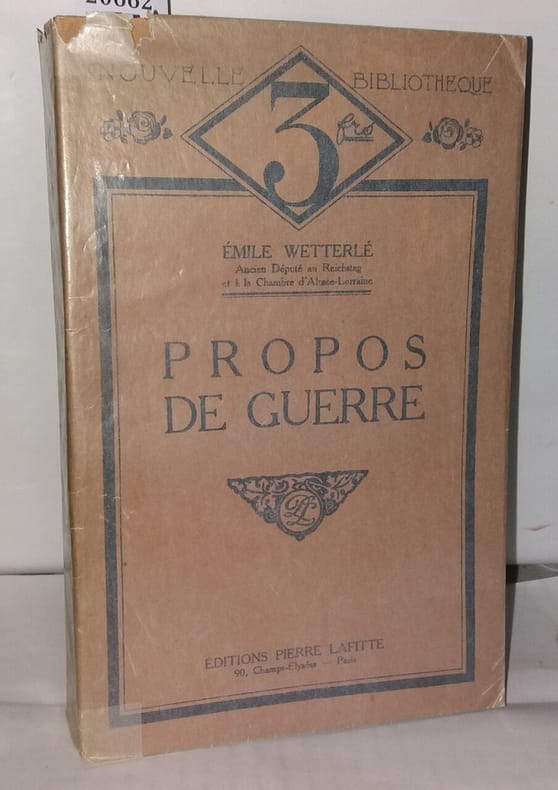 NOUVELLE BIBLIOTHEQUE
3 frs
ÉMILE WETTERLÉ
Ancien Député au Reichstag
et à la Chambre d'Alsace-Lorraine
PROPOS
DE GUERRE
PL
ÉDITIONS PIERRE LAFITTE
90, Champs-Elysées — Paris